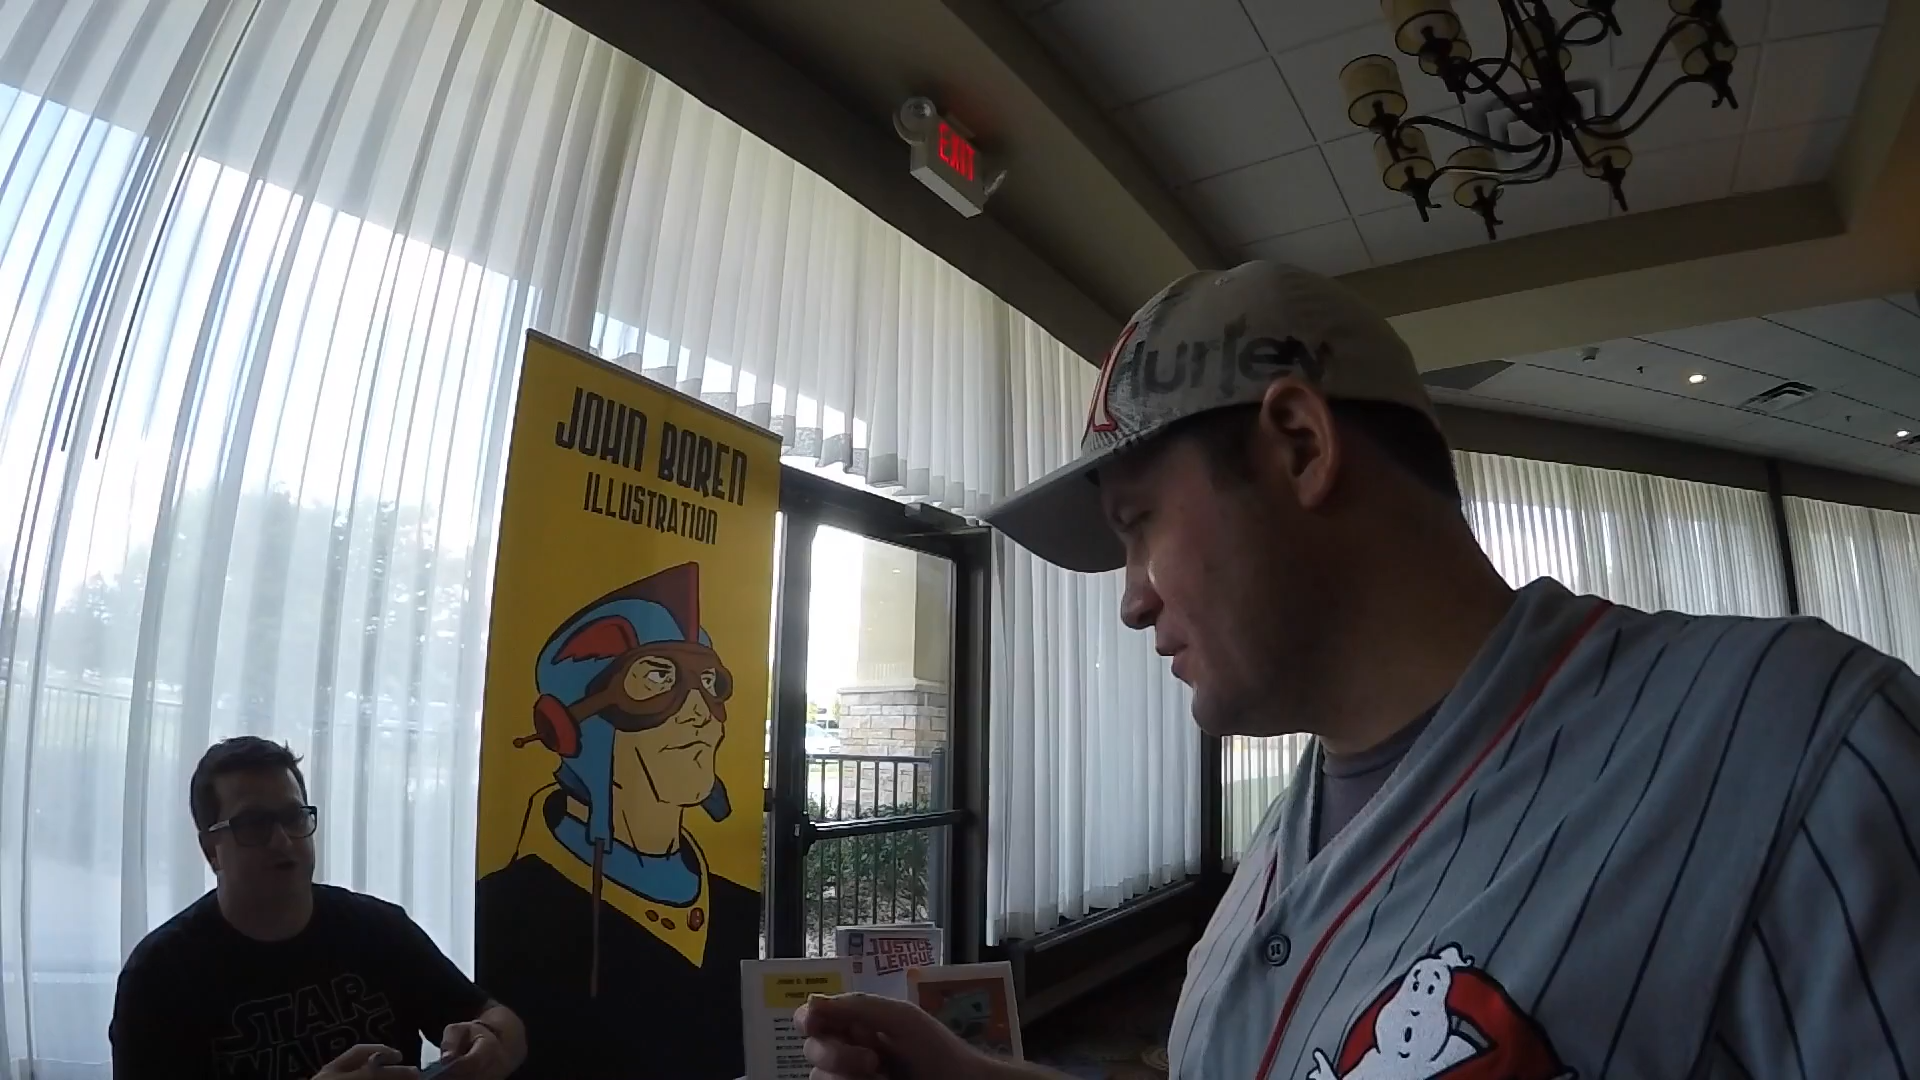 EXIT
Hurley
JOHN BOREN
ILLUSTRATION
JUSTICE
LEAGUE
STAR
WARS